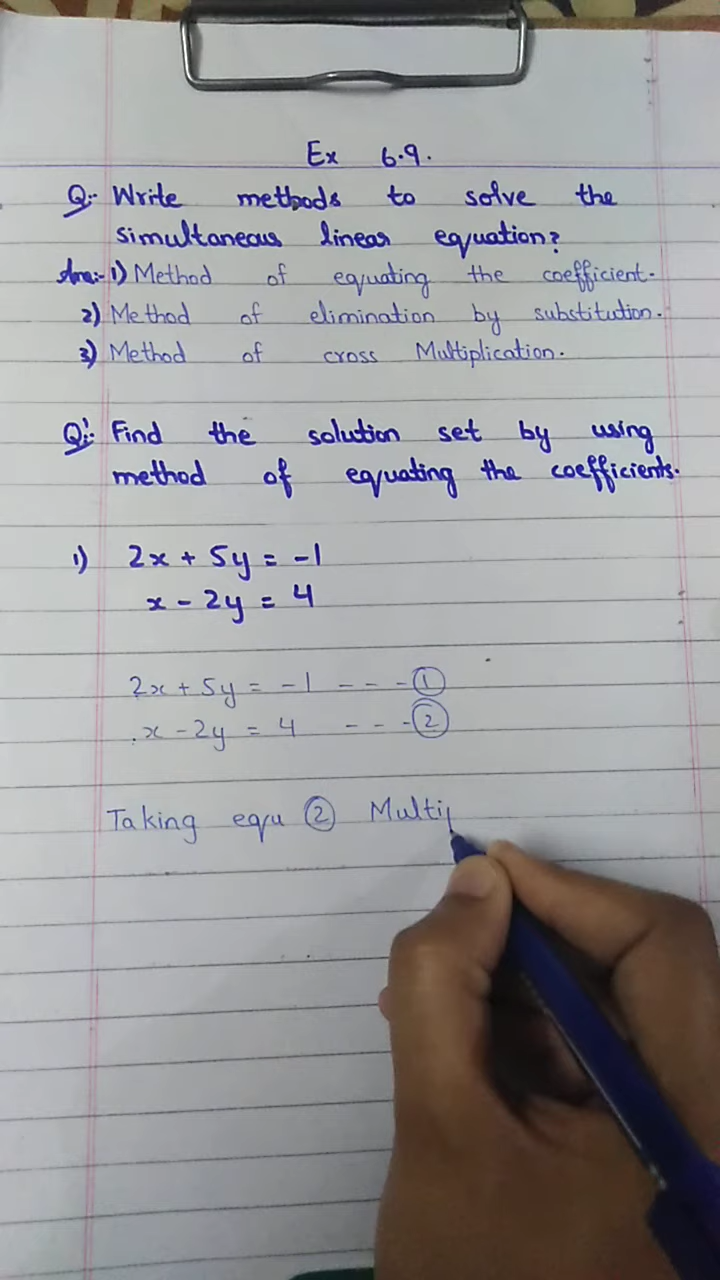 Ex 6.9.
Q:- Write methods to solve the
simultaneous linear equation?
Ans:- 1) Method of equating the coefficient.
2) Method of elimination by substitution.
3) Method of cross Multiplication.
Q:- Find the solution set by using
method of equating the coefficients.
1) 2x + 5y = -1
x - 2y = 4
2x + 5y = -1 - - - ①
x - 2y = 4 - - - ②
Taking equ ② Multip